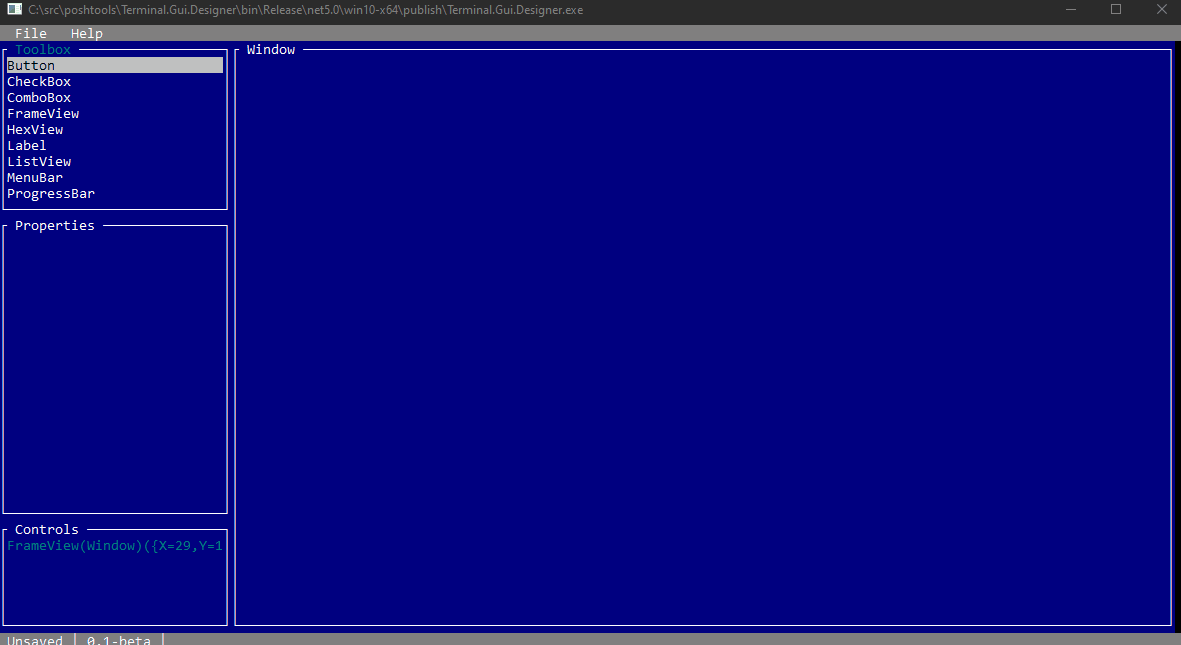 C:\src\poshtools\Terminal.Gui.Designer\bin\Release\net5.0\win10-x64\publish\Terminal.Gui.Designer.exe
File Help
Toolbox
Button
CheckBox
ComboBox
FrameView
HexView
Label
ListView
MenuBar
ProgressBar
Properties
Controls
FrameView(Window)({X=29,Y=1
Window
Unsaved | 0.1-beta |